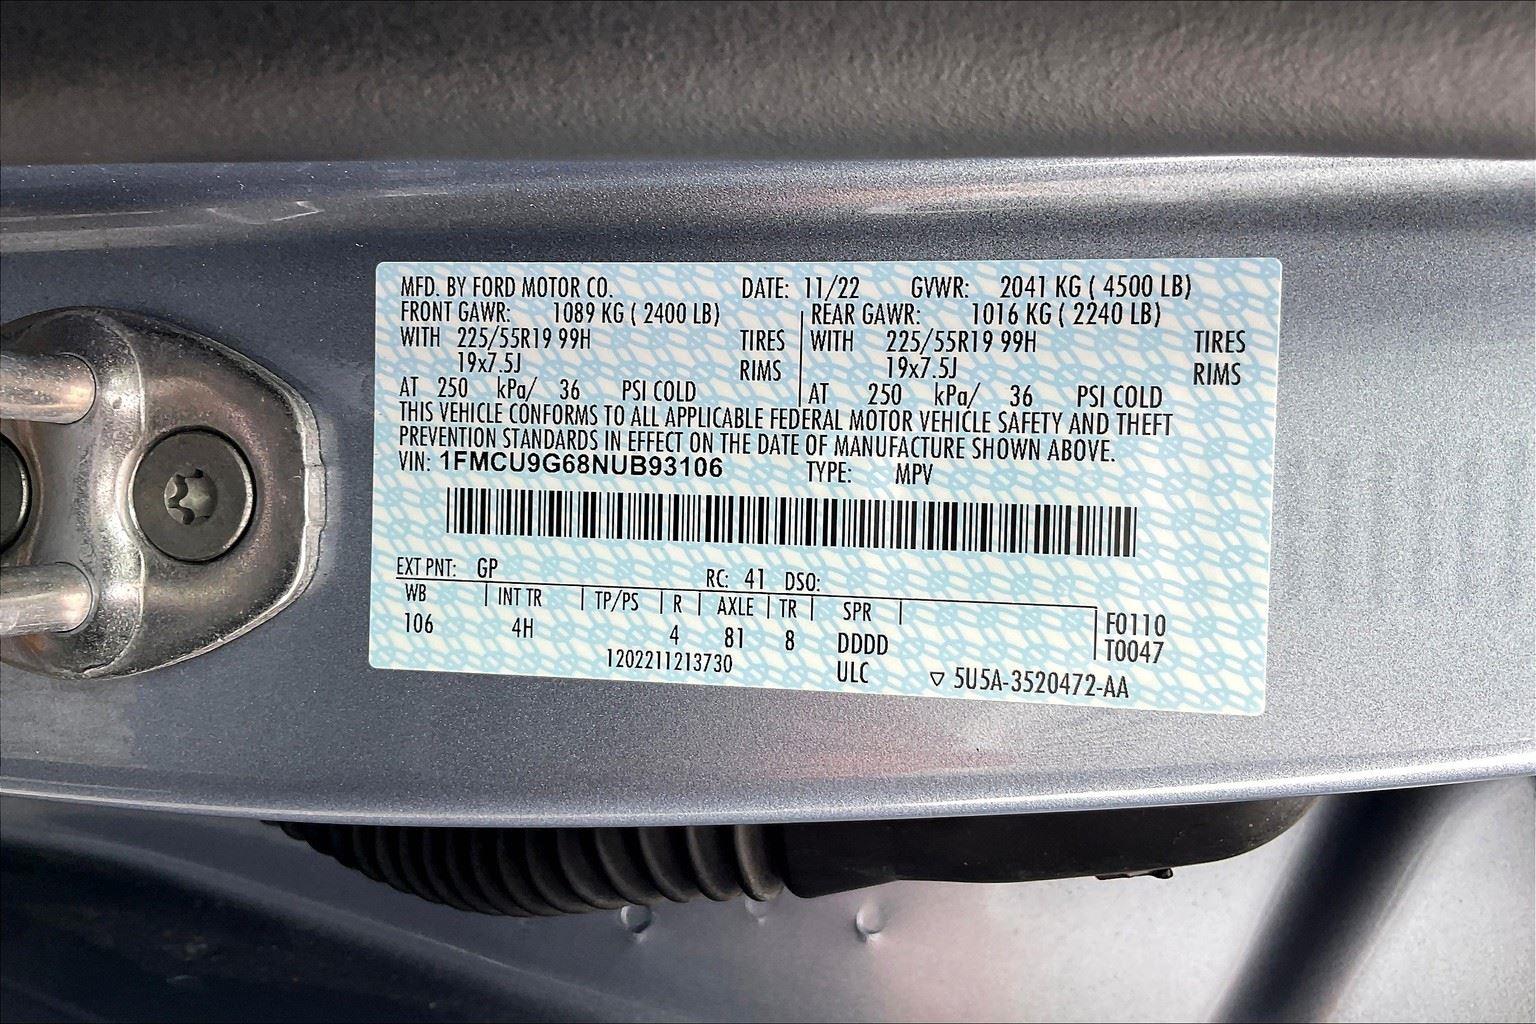 MFD. BY FORD MOTOR CO. DATE: 11/22 GVWR: 2041 KG ( 4500 LB)
FRONT GAWR: 1089 KG ( 2400 LB) REAR GAWR: 1016 KG ( 2240 LB)
WITH 225/55R19 99H TIRES WITH 225/55R19 99H TIRES
19x7.5J RIMS 19x7.5J RIMS
AT 250 kPa/ 36 PSI COLD AT 250 kPa/ 36 PSI COLD
THIS VEHICLE CONFORMS TO ALL APPLICABLE FEDERAL MOTOR VEHICLE SAFETY AND THEFT
PREVENTION STANDARDS IN EFFECT ON THE DATE OF MANUFACTURE SHOWN ABOVE.
VIN: 1FMCU9G68NUB93106 TYPE: MPV
EXT PNT: GP RC: 41 DSO:
WB INT TR TP/PS R AXLE TR SPR F0110
106 4H 4 81 8 DDDD T0047
1202211213730 ULC ▽ 5U5A-3520472-AA